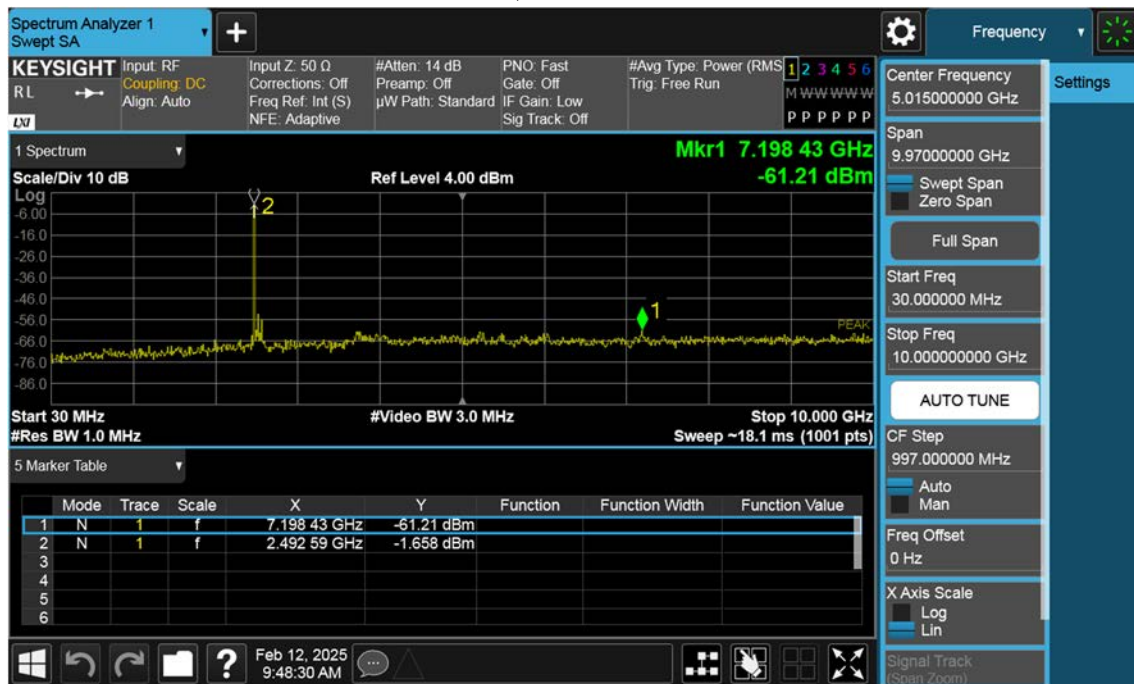 Spectrum Analyzer 1
Swept SA
Frequency
KEYSIGHT
RL
LXI
Input: RF
Coupling: DC
Align: Auto
Input Z: 50 Ω
Corrections: Off
Freq Ref: Int (S)
NFE: Adaptive
#Atten: 14 dB
Preamp: Off
µW Path: Standard
PNO: Fast
Gate: Off
IF Gain: Low
Sig Track: Off
#Avg Type: Power (RMS
Trig: Free Run
1 2 3 4 5 6
M W W W W W
P P P P P P
1 Spectrum
Scale/Div 10 dB
Ref Level 4.00 dBm
Mkr1 7.198 43 GHz
-61.21 dBm
Log
-6.00
-16.0
-26.0
-36.0
-46.0
-56.0
-66.0
-76.0
-86.0
2
1
PEAK
Start 30 MHz
#Video BW 3.0 MHz
Stop 10.000 GHz
#Res BW 1.0 MHz
Sweep ~18.1 ms (1001 pts)
5 Marker Table
Mode Trace Scale X Y Function Function Width Function Value
1 N 1 f 7.198 43 GHz -61.21 dBm
2 N 1 f 2.492 59 GHz -1.658 dBm
3
4
5
6
?
Feb 12, 2025
9:48:30 AM
Center Frequency
5.015000000 GHz
Span
9.97000000 GHz
Swept Span
Zero Span
Full Span
Start Freq
30.000000 MHz
Stop Freq
10.000000000 GHz
AUTO TUNE
CF Step
997.000000 MHz
Auto
Man
Freq Offset
0 Hz
X Axis Scale
Log
Lin
Signal Track
(Span Zoom)
Settings